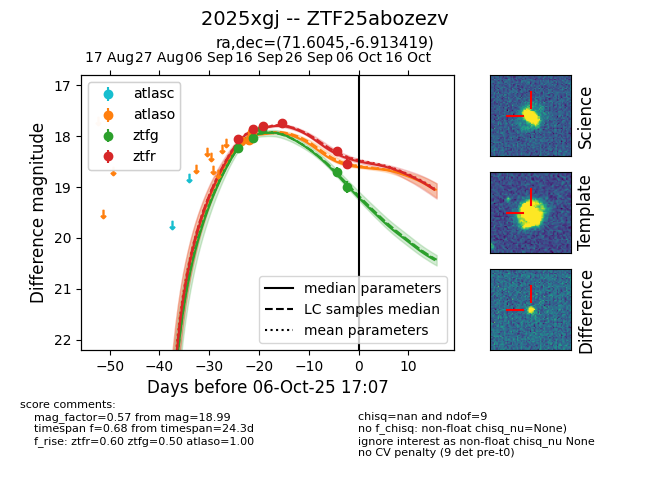 2025xgj -- ZTF25abozezv
ra,dec=(71.6045,-6.913419)
17 Aug 27 Aug 06 Sep 16 Sep 26 Sep 06 Oct 16 Oct
17
18
19
20
21
22
Difference magnitude
atlasc
atlaso
ztfg
ztfr
median parameters
LC samples median
mean parameters
−50 −40 −30 −20 −10 0 10
Days before 06-Oct-25 17:07
Science
Template
Difference
score comments:
mag_factor=0.57 from mag=18.99
timespan f=0.68 from timespan=24.3d
f_rise: ztfr=0.60 ztfg=0.50 atlaso=1.00
chisq=nan and ndof=9
no f_chisq: non-float chisq_nu=None)
ignore interest as non-float chisq_nu None
no CV penalty (9 det pre-t0)